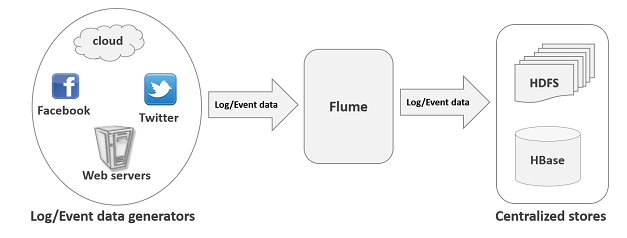 cloud
Facebook
Twitter
Web servers
Log/Event data generators
Log/Event data
Flume
Log/Event data
HDFS
HBase
Centralized stores